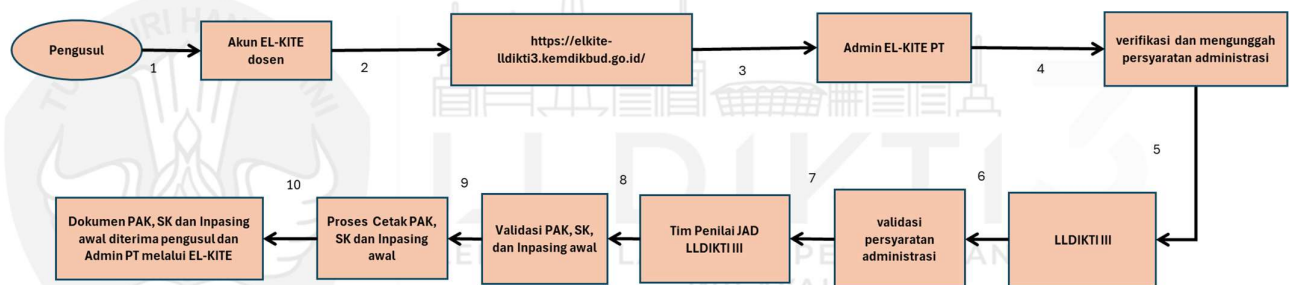 Pengusul
1
Akun EL-KITE
dosen
2
https://elkite-
lldikti3.kemdikbud.go.id/
3
Admin EL-KITE PT
4
verifikasi dan mengunggah
persyaratan administrasi
5
LLDIKTI III
6
validasi
persyaratan
administrasi
7
Tim Penilai JAD
LLDIKTI III
8
Validasi PAK, SK,
dan Inpasing awal
9
Proses Cetak PAK,
SK dan Inpasing
awal
10
Dokumen PAK, SK dan Inpasing
awal diterima pengusul dan
Admin PT melalui EL-KITE
LLDIKTI 3